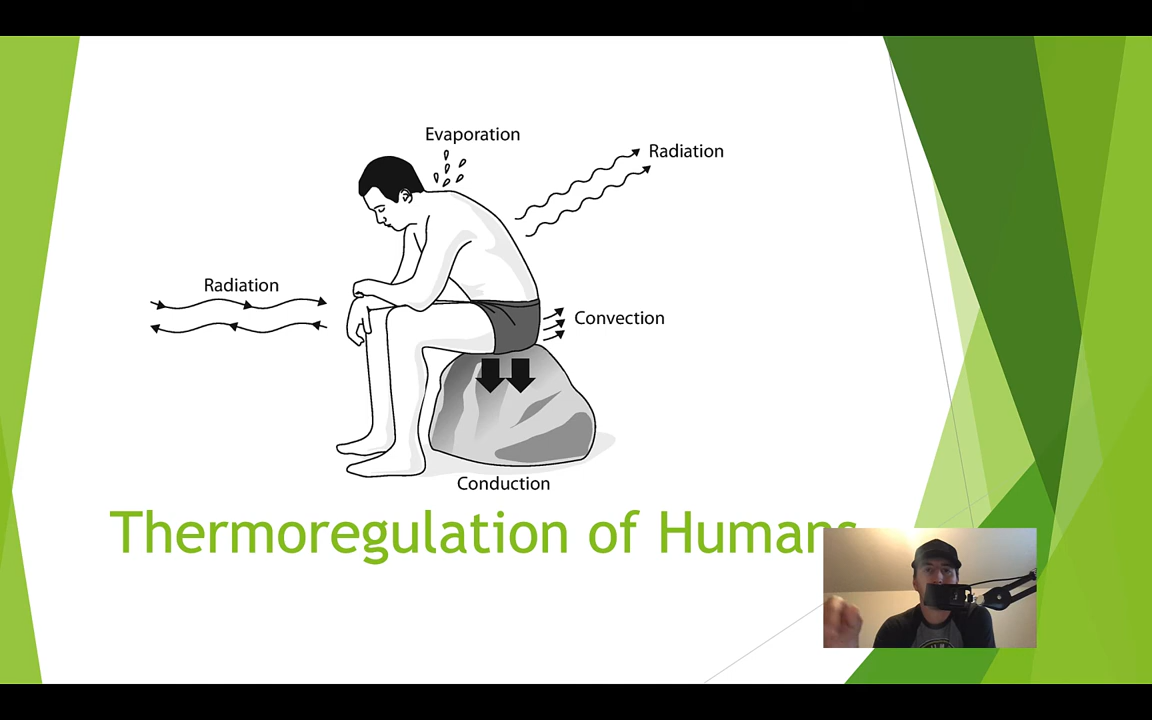 Evaporation
Radiation
Radiation
Convection
Conduction
Thermoregulation of Humans